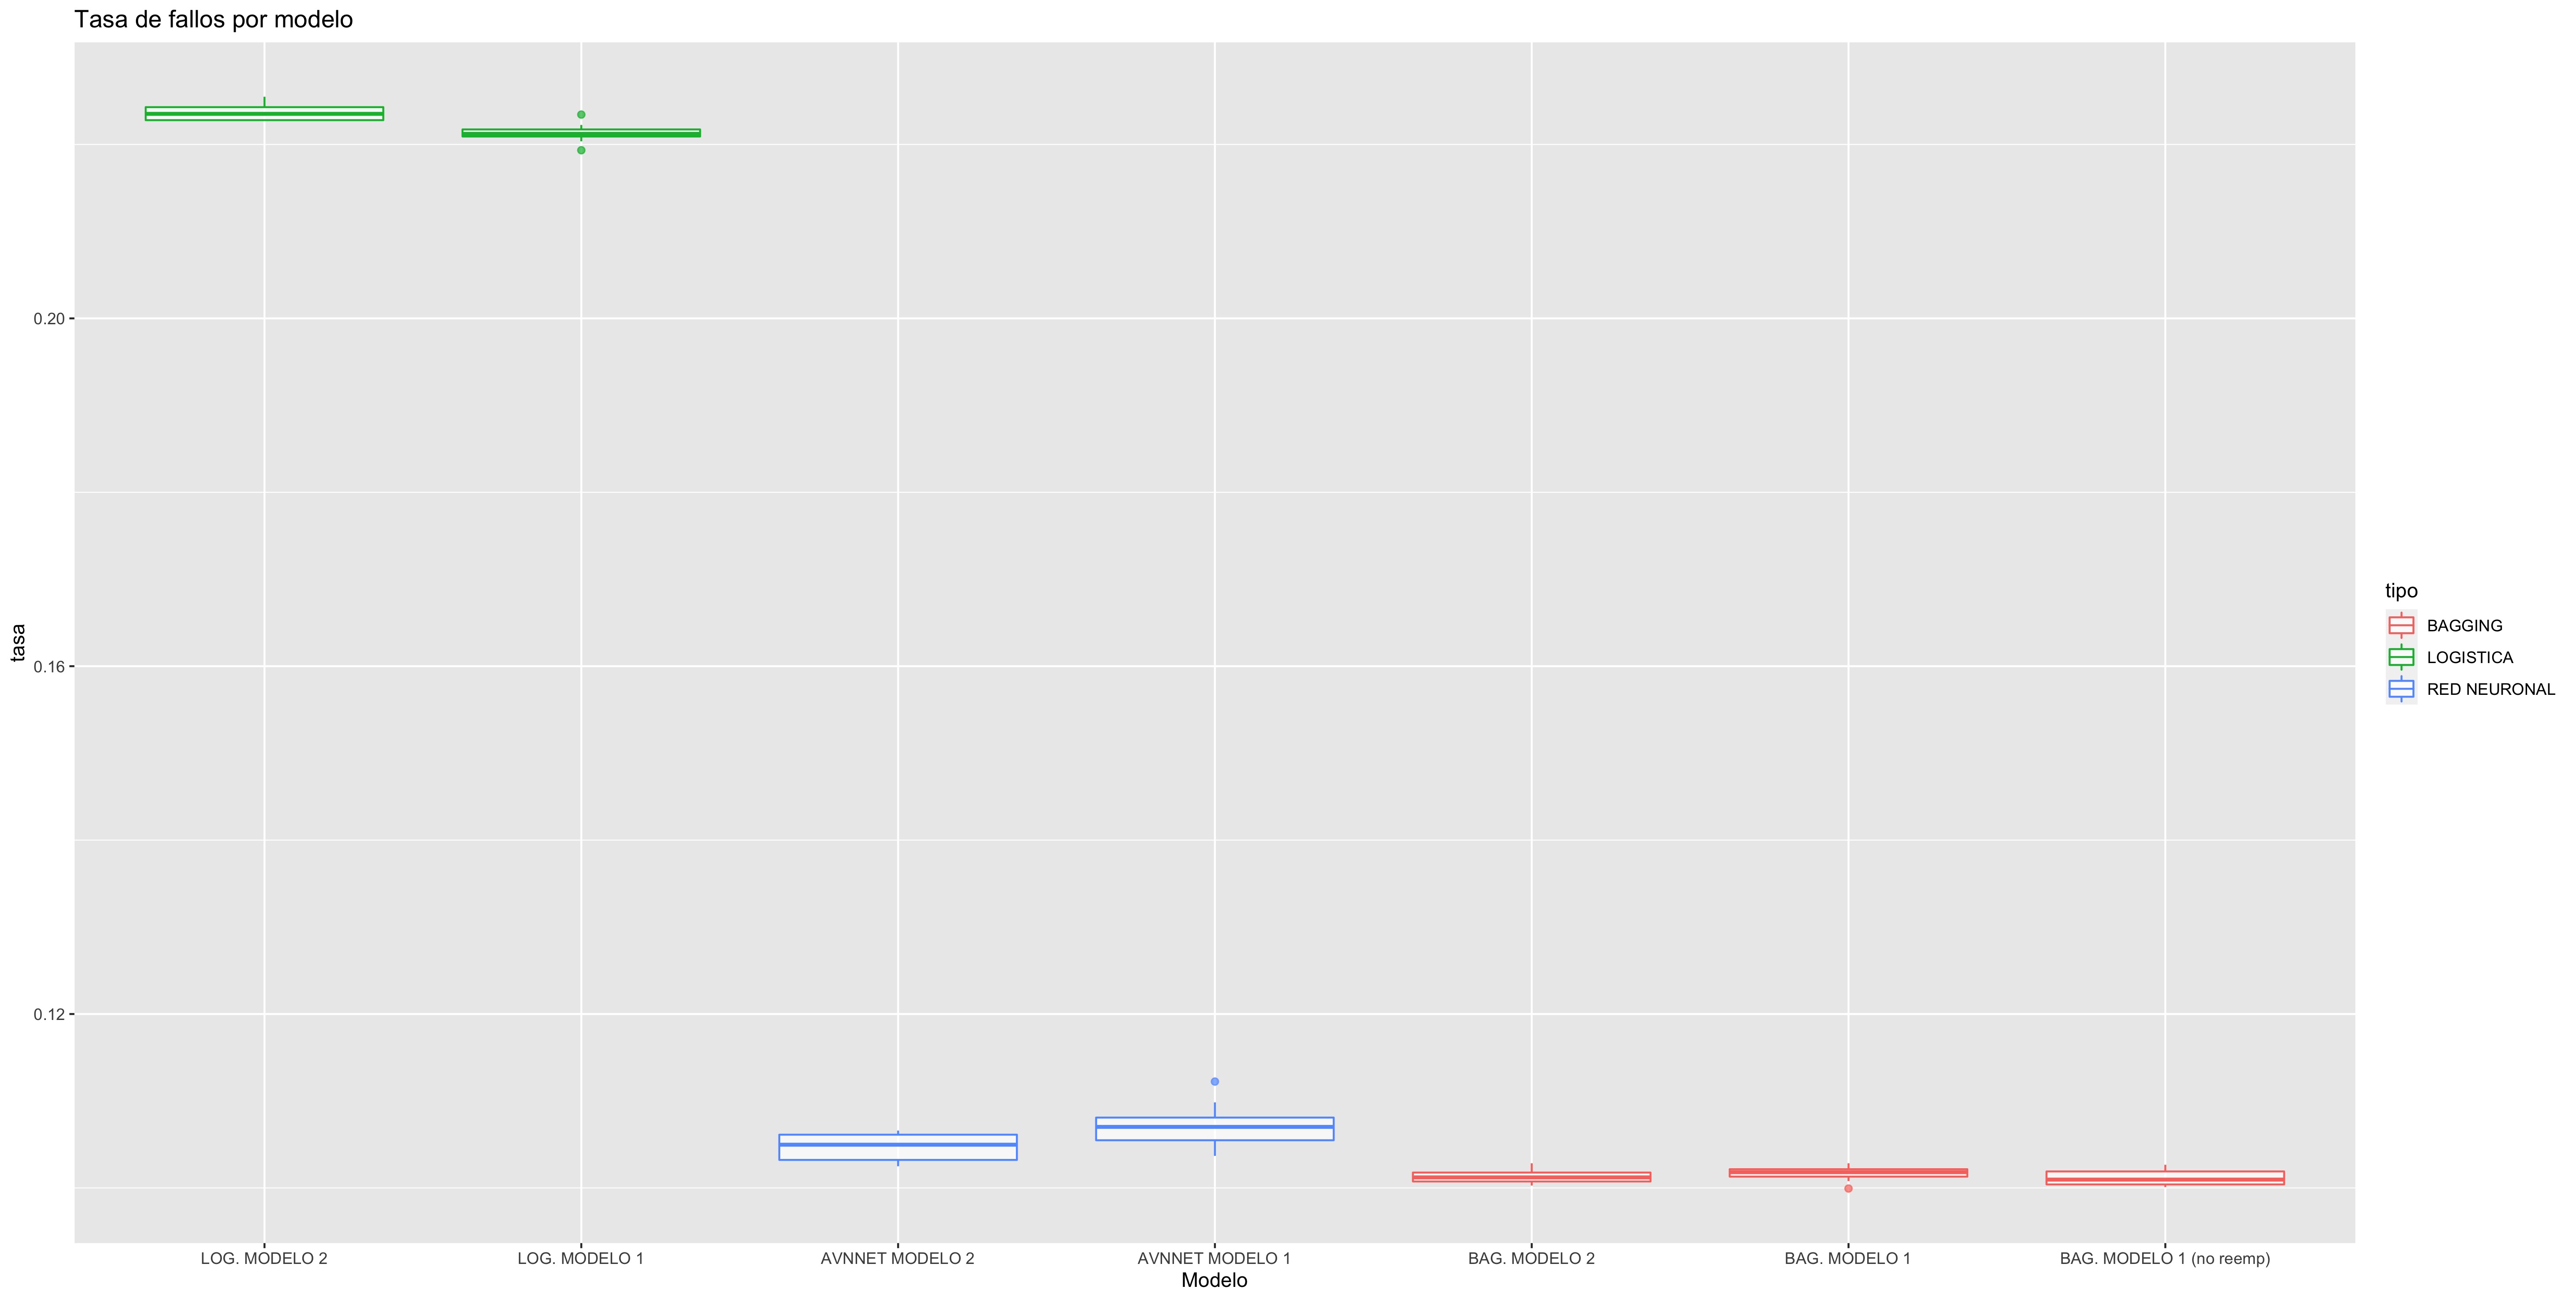 Tasa de fallos por modelo
tasa
0.20
0.16
0.12
LOG. MODELO 2
LOG. MODELO 1
AVNNET MODELO 2
AVNNET MODELO 1
BAG. MODELO 2
BAG. MODELO 1
BAG. MODELO 1 (no reemp)
Modelo
tipo
BAGGING
LOGISTICA
RED NEURONAL